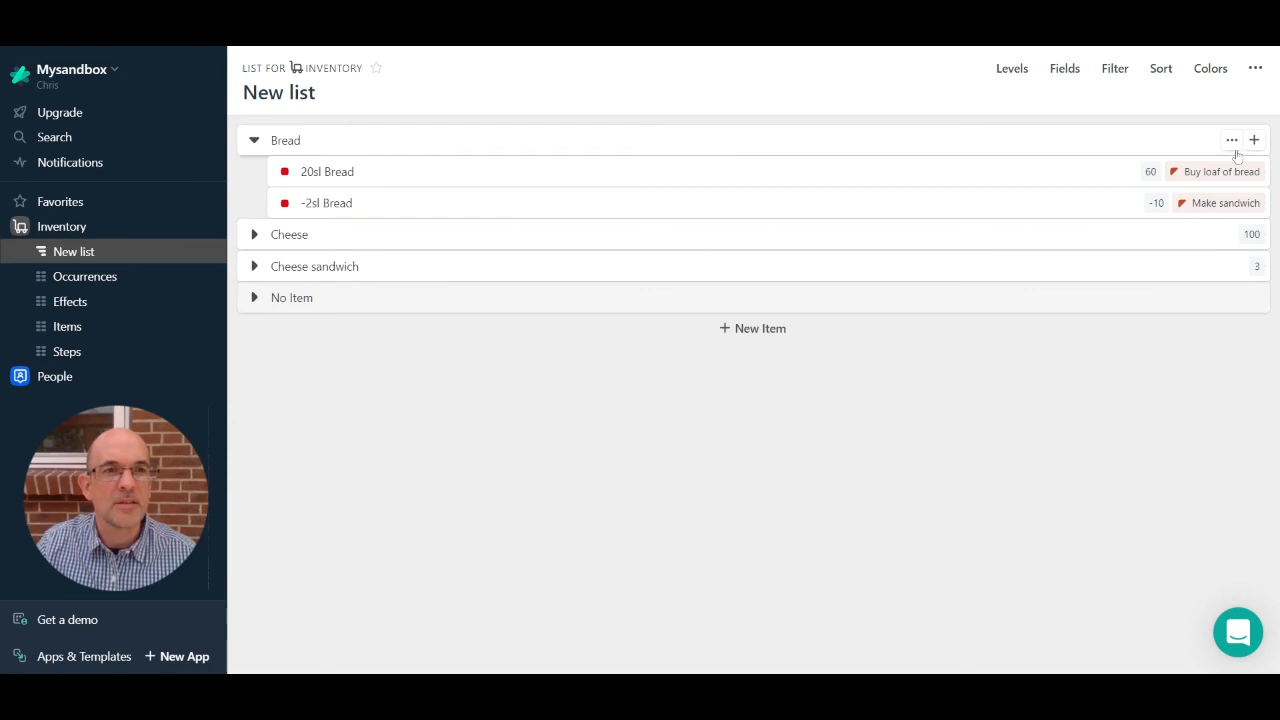 Mysandbox
Chris
Upgrade
Search
Notifications
Favorites
Inventory
New list
Occurrences
Effects
Items
Steps
People
Get a demo
Apps & Templates + New App
LIST FOR INVENTORY
New list
Levels Fields Filter Sort Colors ...
Bread ... +
20sl Bread 60 Buy loaf of bread
-2sl Bread -10 Make sandwich
Cheese 100
Cheese sandwich 3
No Item
+ New Item